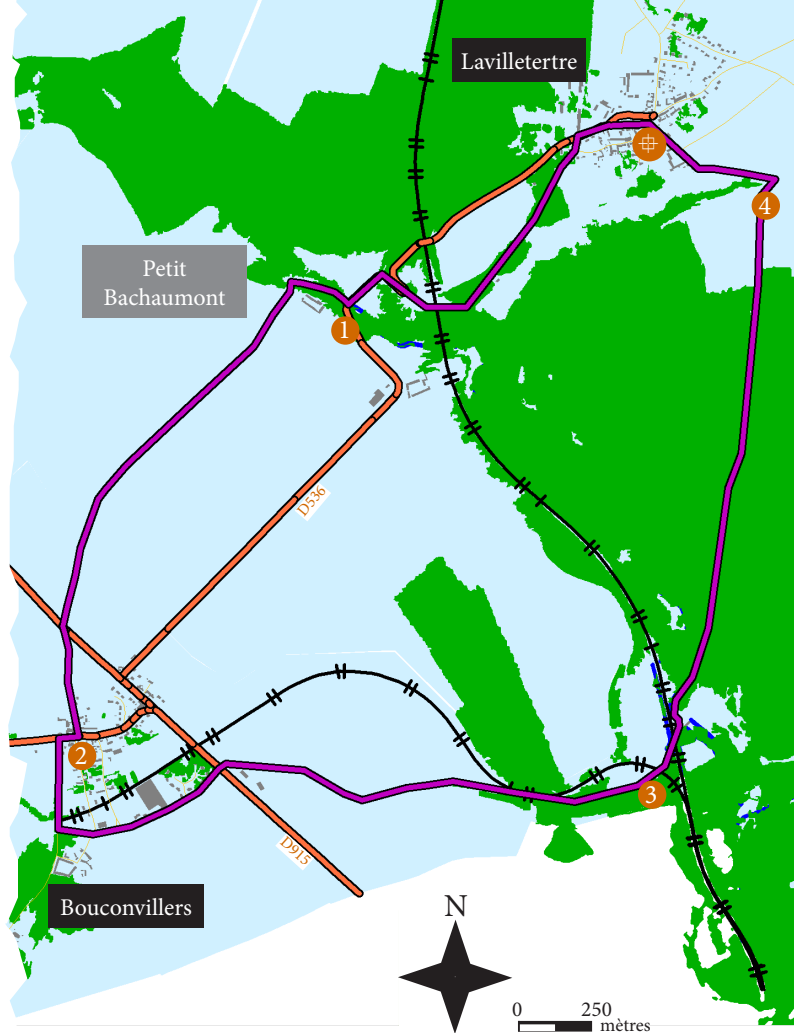 Lavilletertre
4
Petit
Bachaumont
1
D536
2
3
D915
Bouconvillers
N
0 250
mètres